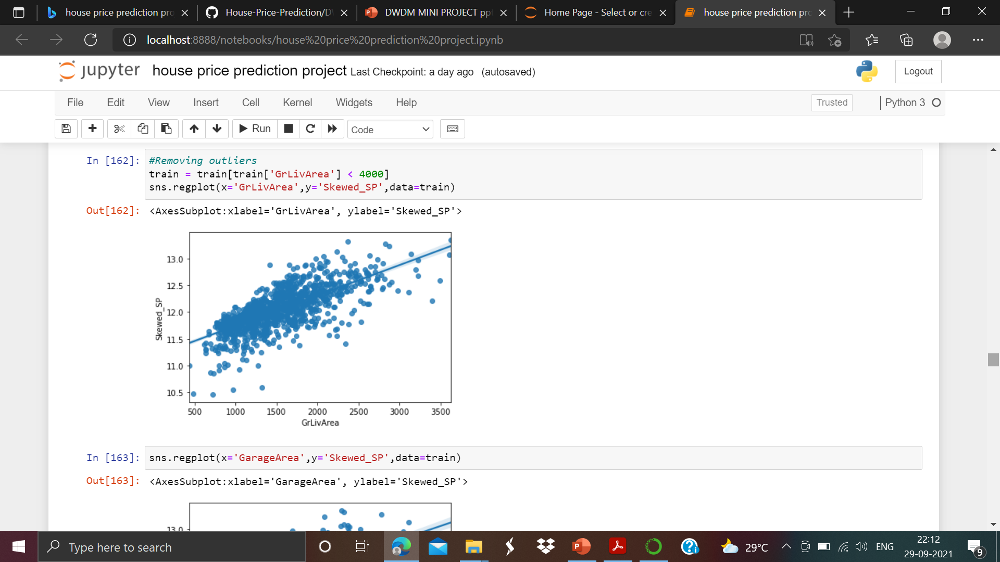 house price prediction pro
House-Price-Prediction/D
DWDM MINI PROJECT ppt
Home Page - Select or cre
house price prediction pro
localhost:8888/notebooks/house%20price%20prediction%20project.ipynb
jupyter house price prediction project Last Checkpoint: a day ago (autosaved)
Logout
File Edit View Insert Cell Kernel Widgets Help
Trusted
Python 3
Run
Code
In [162]:
#Removing outliers
train = train[train['GrLivArea'] < 4000]
sns.regplot(x='GrLivArea',y='Skewed_SP',data=train)
Out[162]: <AxesSubplot:xlabel='GrLivArea', ylabel='Skewed_SP'>
13.0
12.5
12.0
11.5
11.0
10.5
Skewed_SP
500 1000 1500 2000 2500 3000 3500
GrLivArea
In [163]: sns.regplot(x='GarageArea',y='Skewed_SP',data=train)
Out[163]: <AxesSubplot:xlabel='GarageArea', ylabel='Skewed_SP'>
13.0
Type here to search
29°C
ENG
22:12
29-09-2021
9